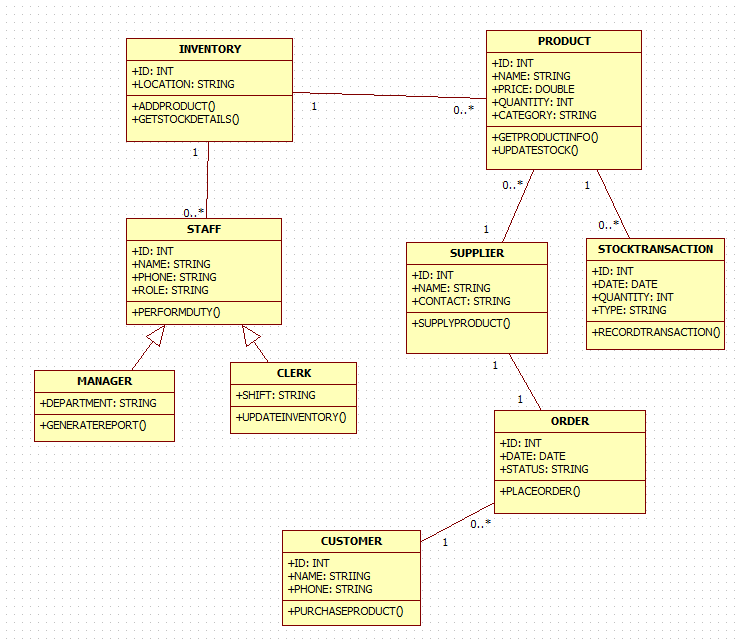 INVENTORY
+ID: INT
+LOCATION: STRING
+ADDPRODUCT()
+GETSTOCKDETAILS()
PRODUCT
+ID: INT
+NAME: STRING
+PRICE: DOUBLE
+QUANTITY: INT
+CATEGORY: STRING
+GETPRODUCTINFO()
+UPDATESTOCK()
1
0..*
1
0..*
0..*
1
1
0..*
STAFF
+ID: INT
+NAME: STRING
+PHONE: STRING
+ROLE: STRING
+PERFORMDUTY()
SUPPLIER
+ID: INT
+NAME: STRING
+CONTACT: STRING
+SUPPLYPRODUCT()
STOCKTRANSACTION
+ID: INT
+DATE: DATE
+QUANTITY: INT
+TYPE: STRING
+RECORDTRANSACTION()
MANAGER
+DEPARTMENT: STRING
+GENERATEREPORT()
CLERK
+SHIFT: STRING
+UPDATEINVENTORY()
1
1
ORDER
+ID: INT
+DATE: DATE
+STATUS: STRING
+PLACEORDER()
0..*
1
CUSTOMER
+ID: INT
+NAME: STRIING
+PHONE: STRING
+PURCHASEPRODUCT()